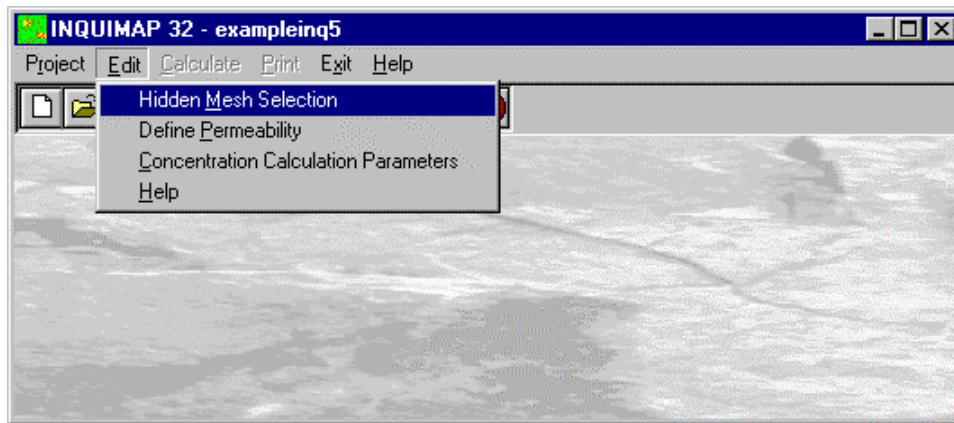 INQUIMAP 32 - exampleinq5
Project Edit Calculate Print Exit Help
Hidden Mesh Selection
Define Permeability
Concentration Calculation Parameters
Help